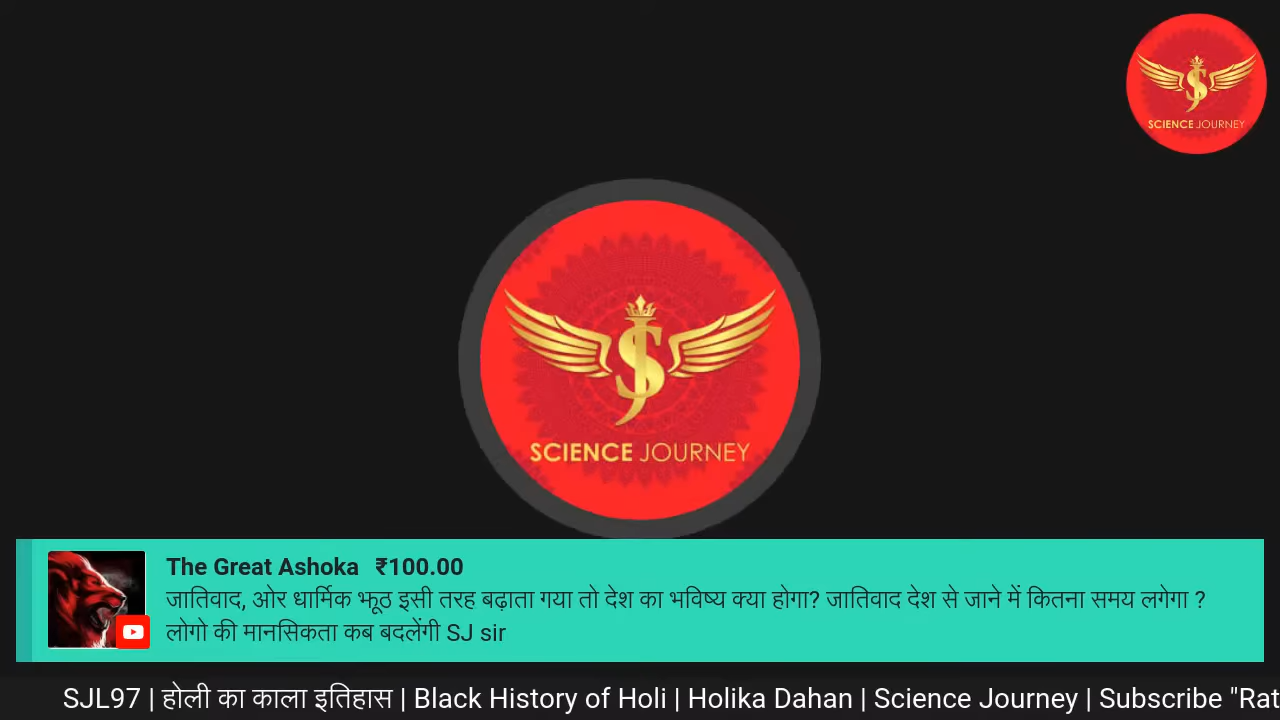 SCIENCE JOURNEY
SCIENCE JOURNEY
The Great Ashoka ₹100.00
जातिवाद, ओर धार्मिक झूठ इसी तरह बढ़ाता गया तो देश का भविष्य क्या होगा? जातिवाद देश से जाने में कितना समय लगेगा ?
लोगो की मानसिकता कब बदलेंगी SJ sir
SJL97 | होली का काला इतिहास | Black History of Holi | Holika Dahan | Science Journey | Subscribe "Rat